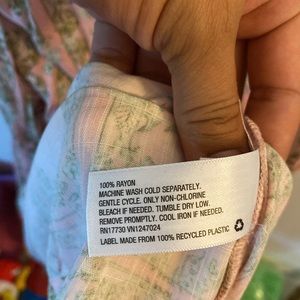 100% RAYON
MACHINE WASH COLD SEPARATELY.
GENTLE CYCLE. ONLY NON-CHLORINE
BLEACH IF NEEDED. TUMBLE DRY LOW.
REMOVE PROMPTLY. COOL IRON IF NEEDED.
RN17730 VN1247024
LABEL MADE FROM 100% RECYCLED PLASTIC